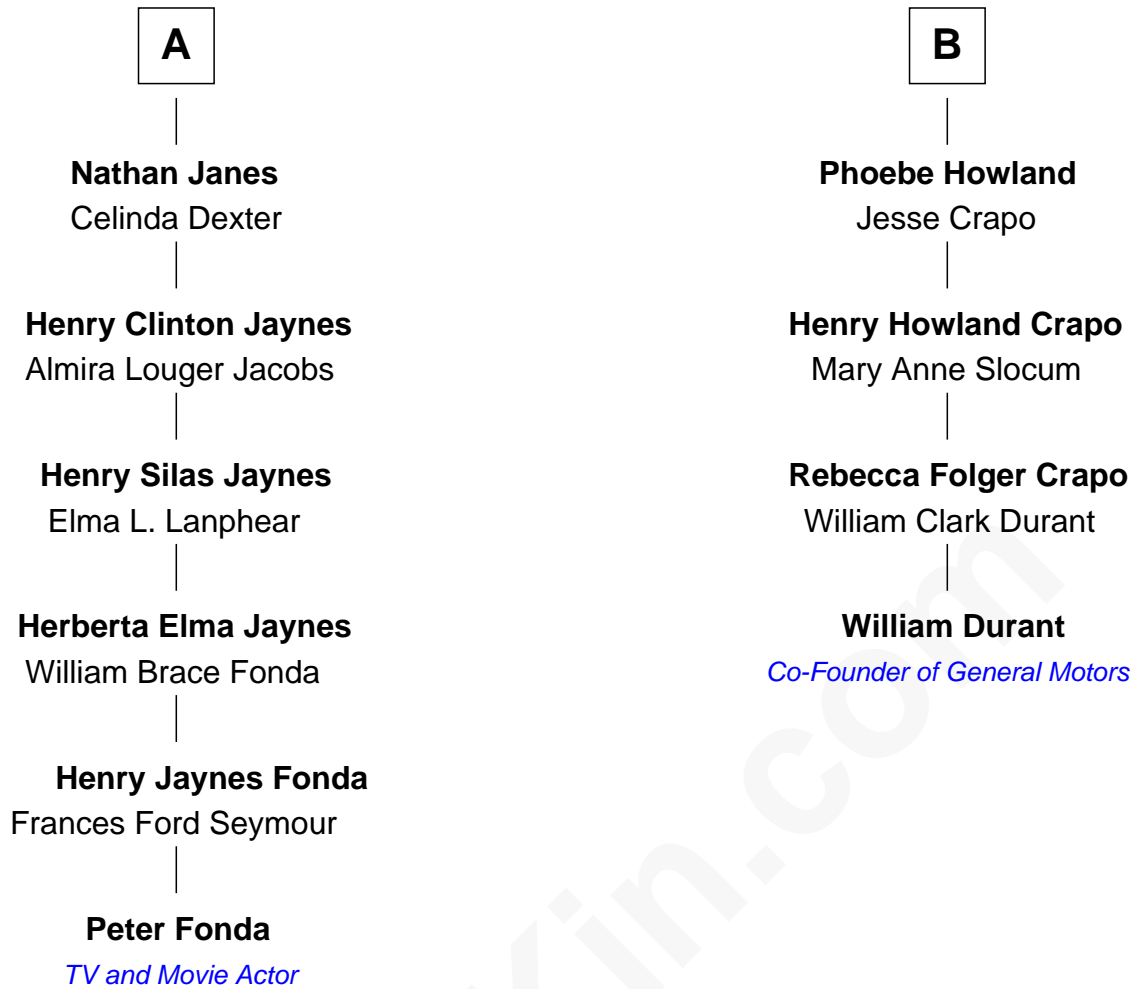 A
Nathan Janes
Celinda Dexter
Henry Clinton Jaynes
Almira Louger Jacobs
Henry Silas Jaynes
Elma L. Lanphear
Herberta Elma Jaynes
William Brace Fonda
Henry Jaynes Fonda
Frances Ford Seymour
Peter Fonda
TV and Movie Actor
B
Phoebe Howland
Jesse Crapo
Henry Howland Crapo
Mary Anne Slocum
Rebecca Folger Crapo
William Clark Durant
William Durant
Co-Founder of General Motors
Kin.com